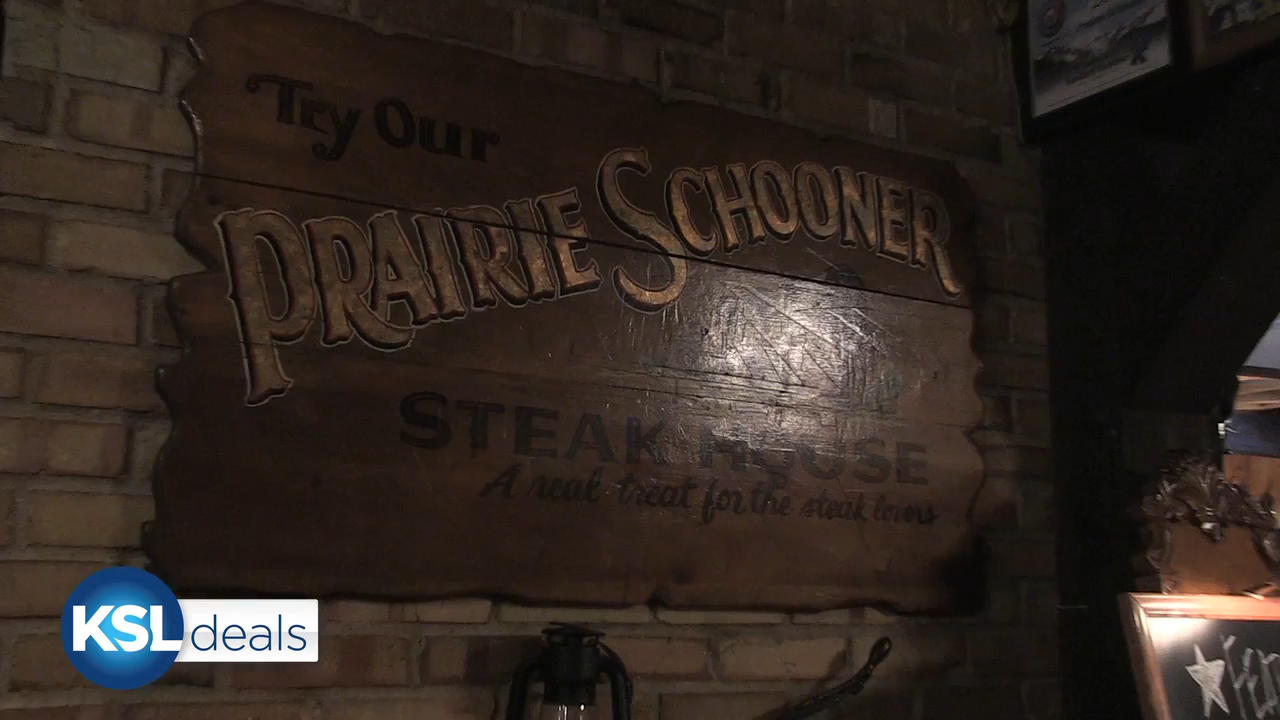 Try Our
PRAIRIE SCHOONER
STEAK HOUSE
A real treat for the steak lovers
KSL deals